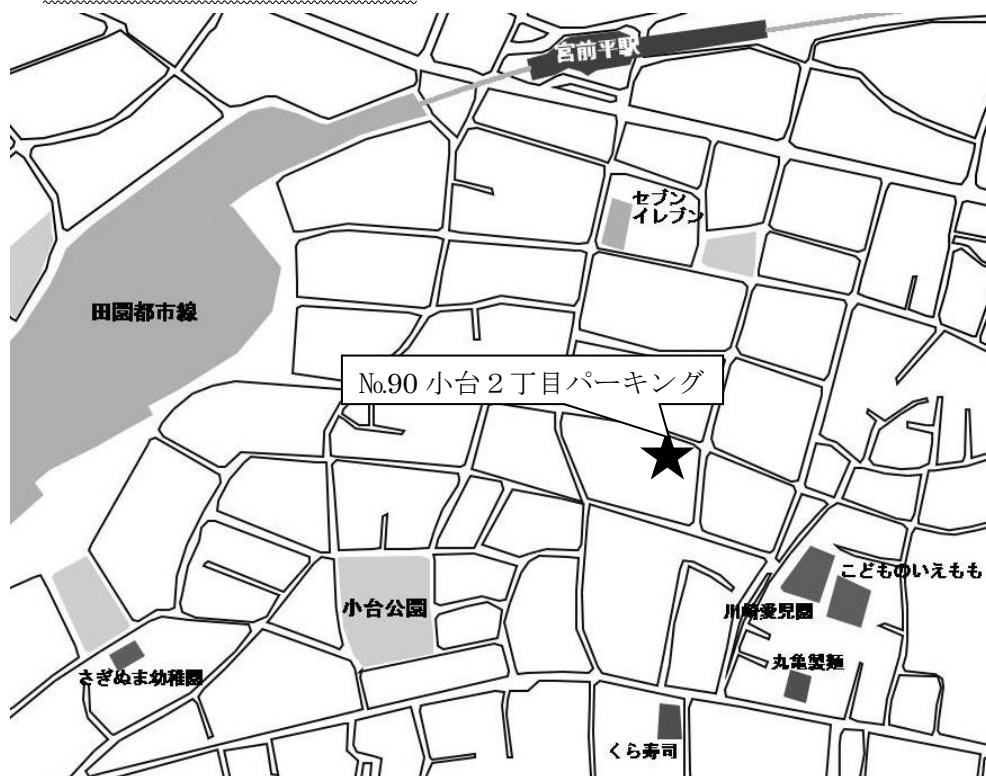 宮前平駅
セブン
イレブン
田園都市線
№90 小台２丁目パーキング
こどものいえもも
小台公園
川崎愛児園
丸亀製麺
さぎぬま幼稚園
くら寿司